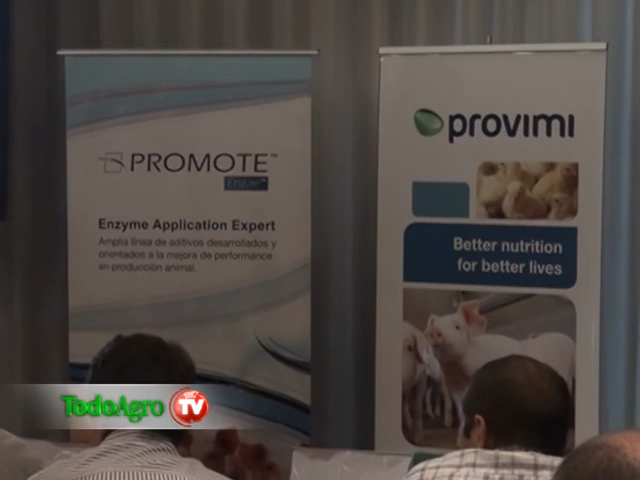 PROMOTE™
Enzyme Application Expert
Amplia línea de aditivos desarrollados y
orientados a la mejora de performance
en producción animal.
provimi
Better nutrition
for better lives
TodoAgro TV